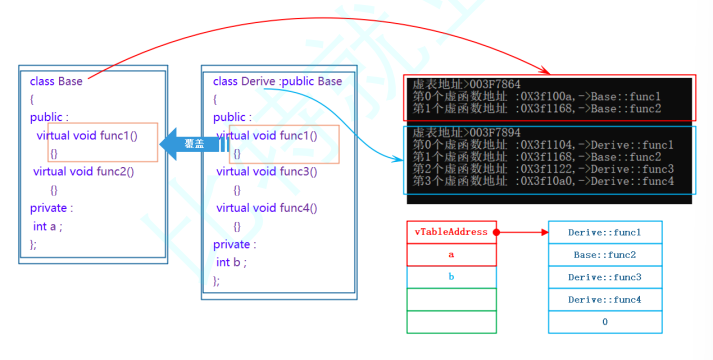 class Base
{
public :
virtual void func1()
{}
virtual void func2()
{}
private :
int a ;
};
覆盖
class Derive :public Base
{
public :
virtual void func1()
{}
virtual void func3()
{}
virtual void func4()
{}
private :
int b ;
};
虚表地址>003F7864
第0个虚函数地址 :0X3f100a,->Base::func1
第1个虚函数地址 :0X3f1168,->Base::func2
虚表地址>003F7894
第0个虚函数地址 :0X3f1104,->Derive::func1
第1个虚函数地址 :0X3f1168,->Base::func2
第2个虚函数地址 :0X3f1122,->Derive::func3
第3个虚函数地址 :0X3f10a0,->Derive::func4
vTableAddress
a
b
Derive::func1
Base::func2
Derive::func3
Derive::func4
0
比特就业